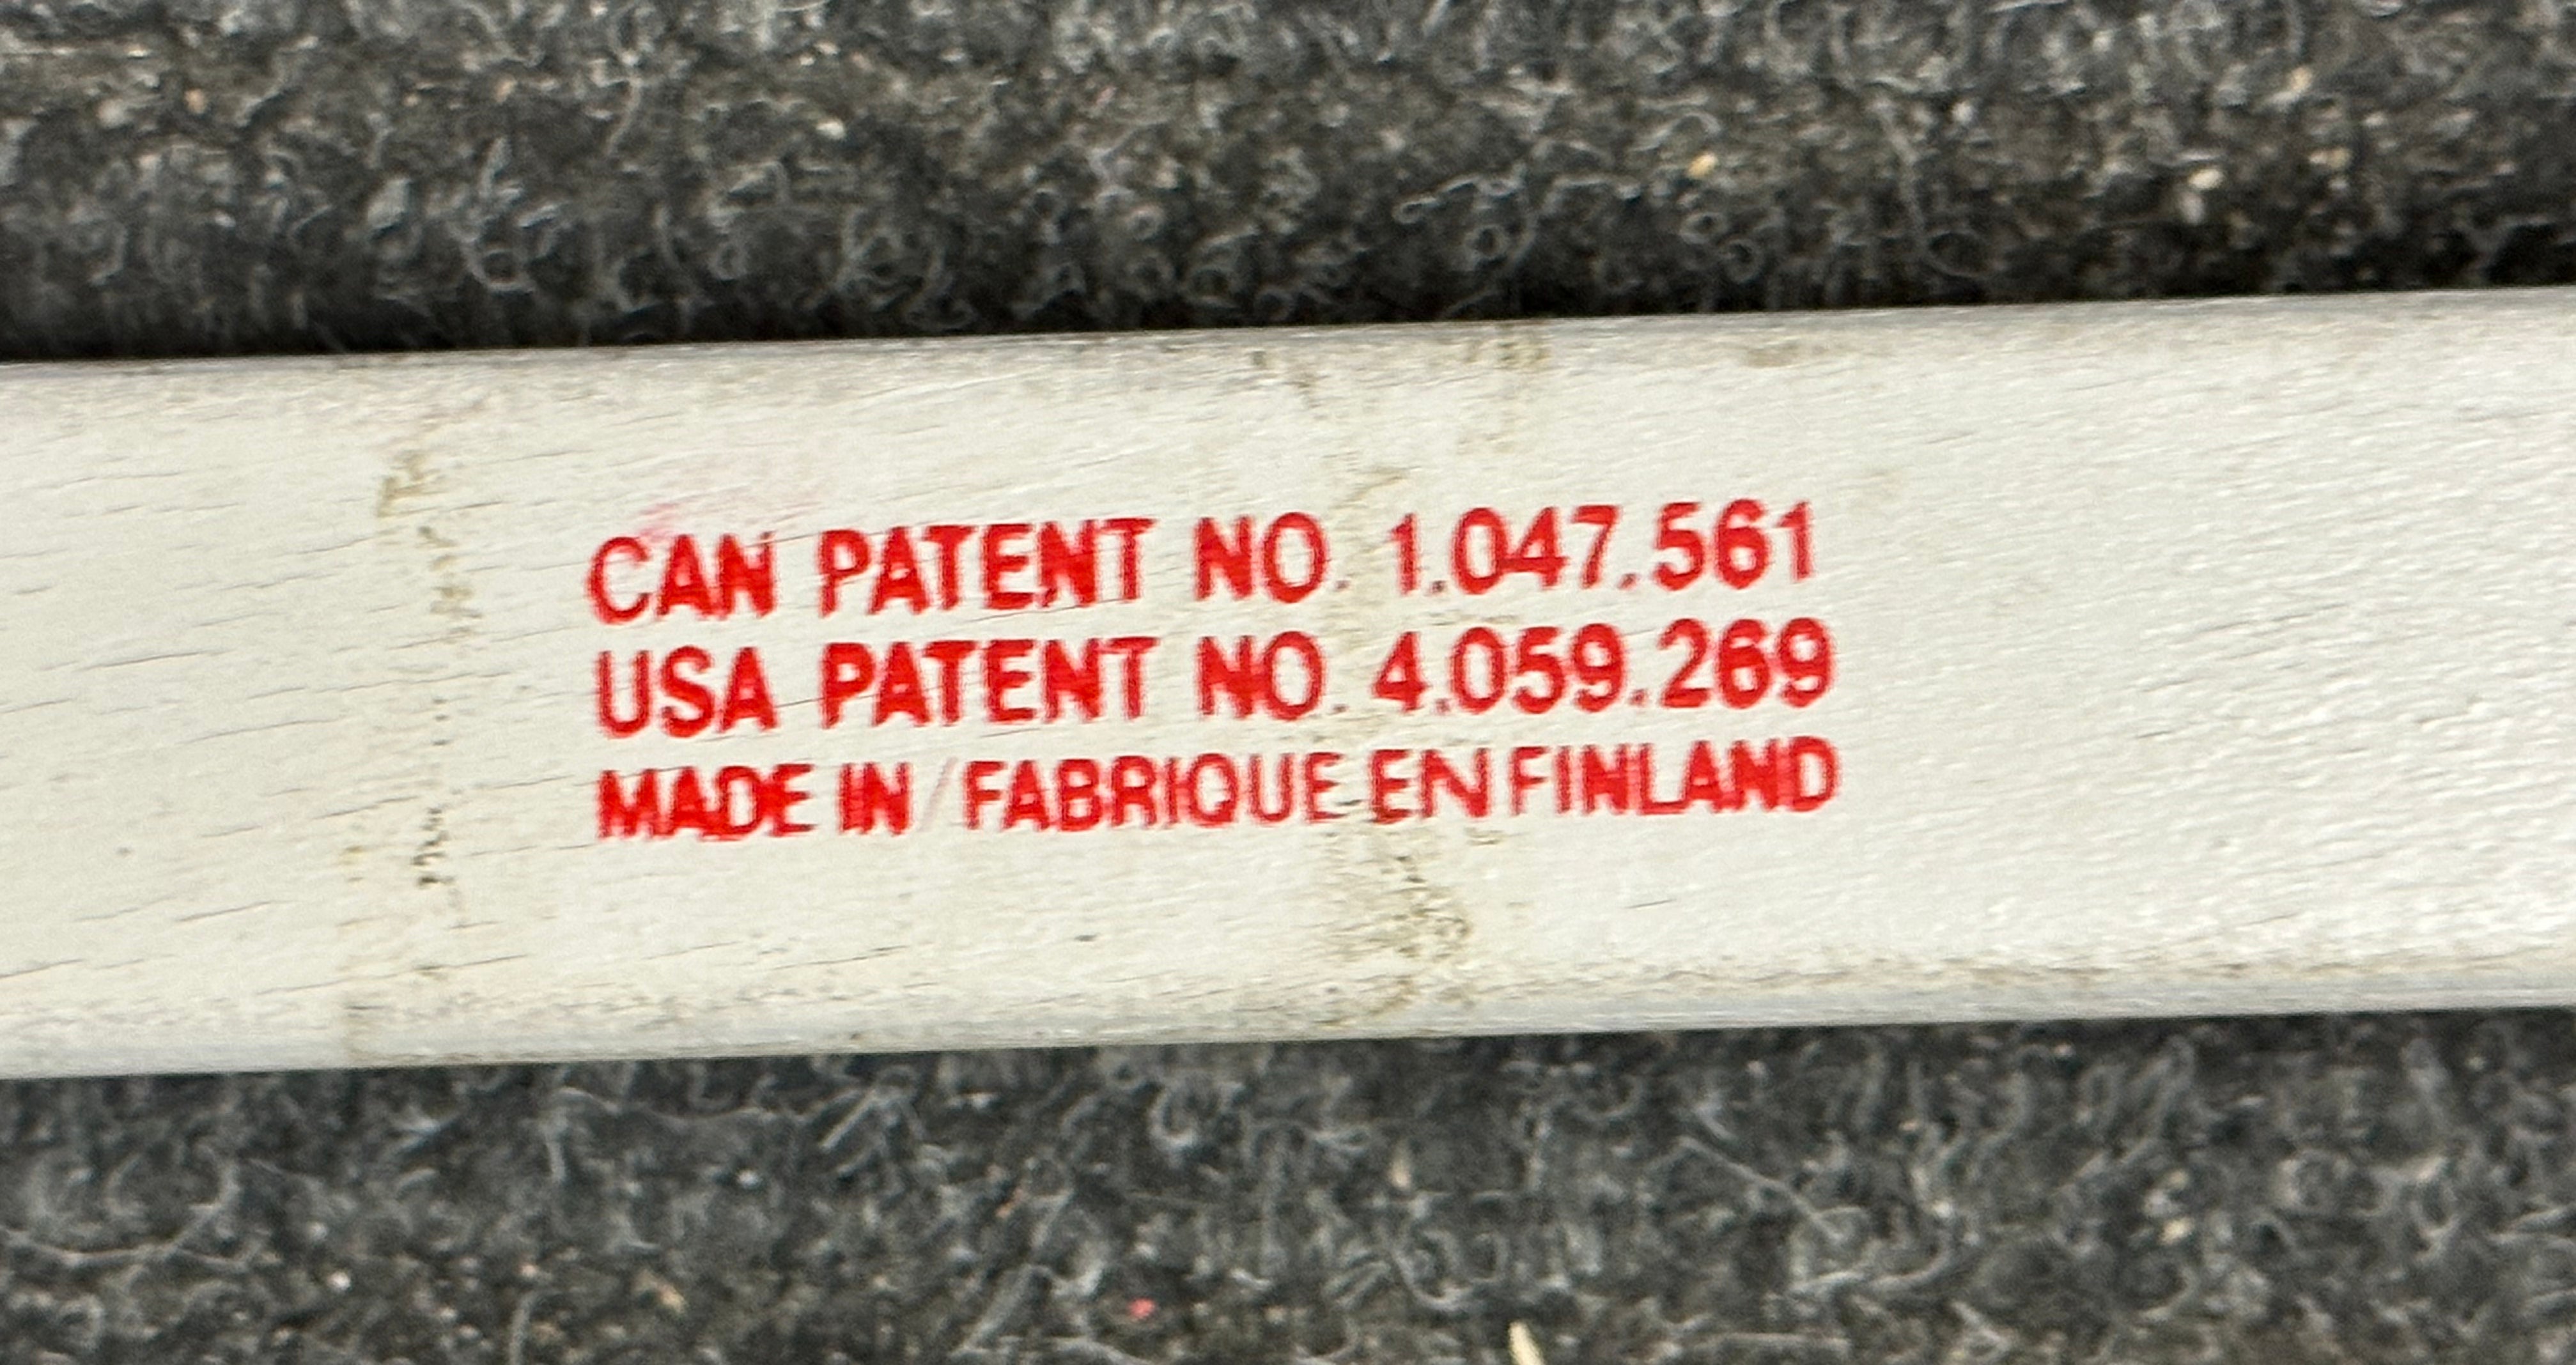 CAN PATENT NO. 1.047.561
USA PATENT NO. 4.059.269
MADE IN/FABRIQUE EN FINLAND